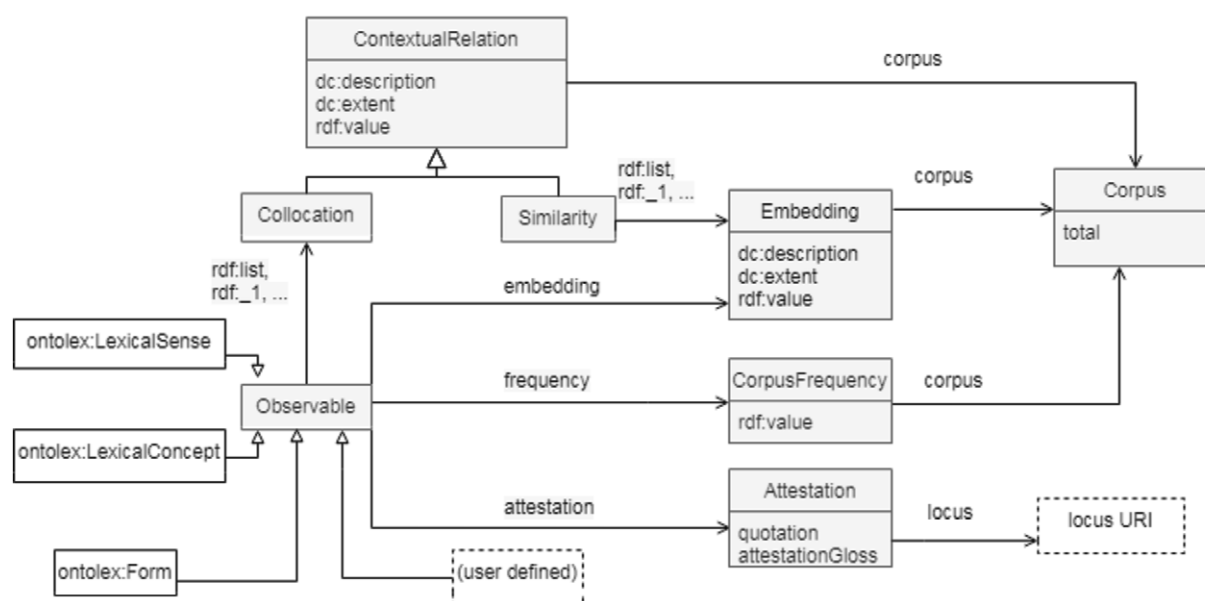 ContextualRelation
dc:description
dc:extent
rdf:value
corpus
rdf:list,
rdf:_1, ...
corpus
Corpus
total
Collocation
Similarity
Embedding
dc:description
dc:extent
rdf:value
rdf:list,
rdf:_1, ...
embedding
ontolex:LexicalSense
Observable
frequency
CorpusFrequency
rdf:value
corpus
ontolex:LexicalConcept
attestation
Attestation
quotation
attestationGloss
locus
locus URI
ontolex:Form
(user defined)